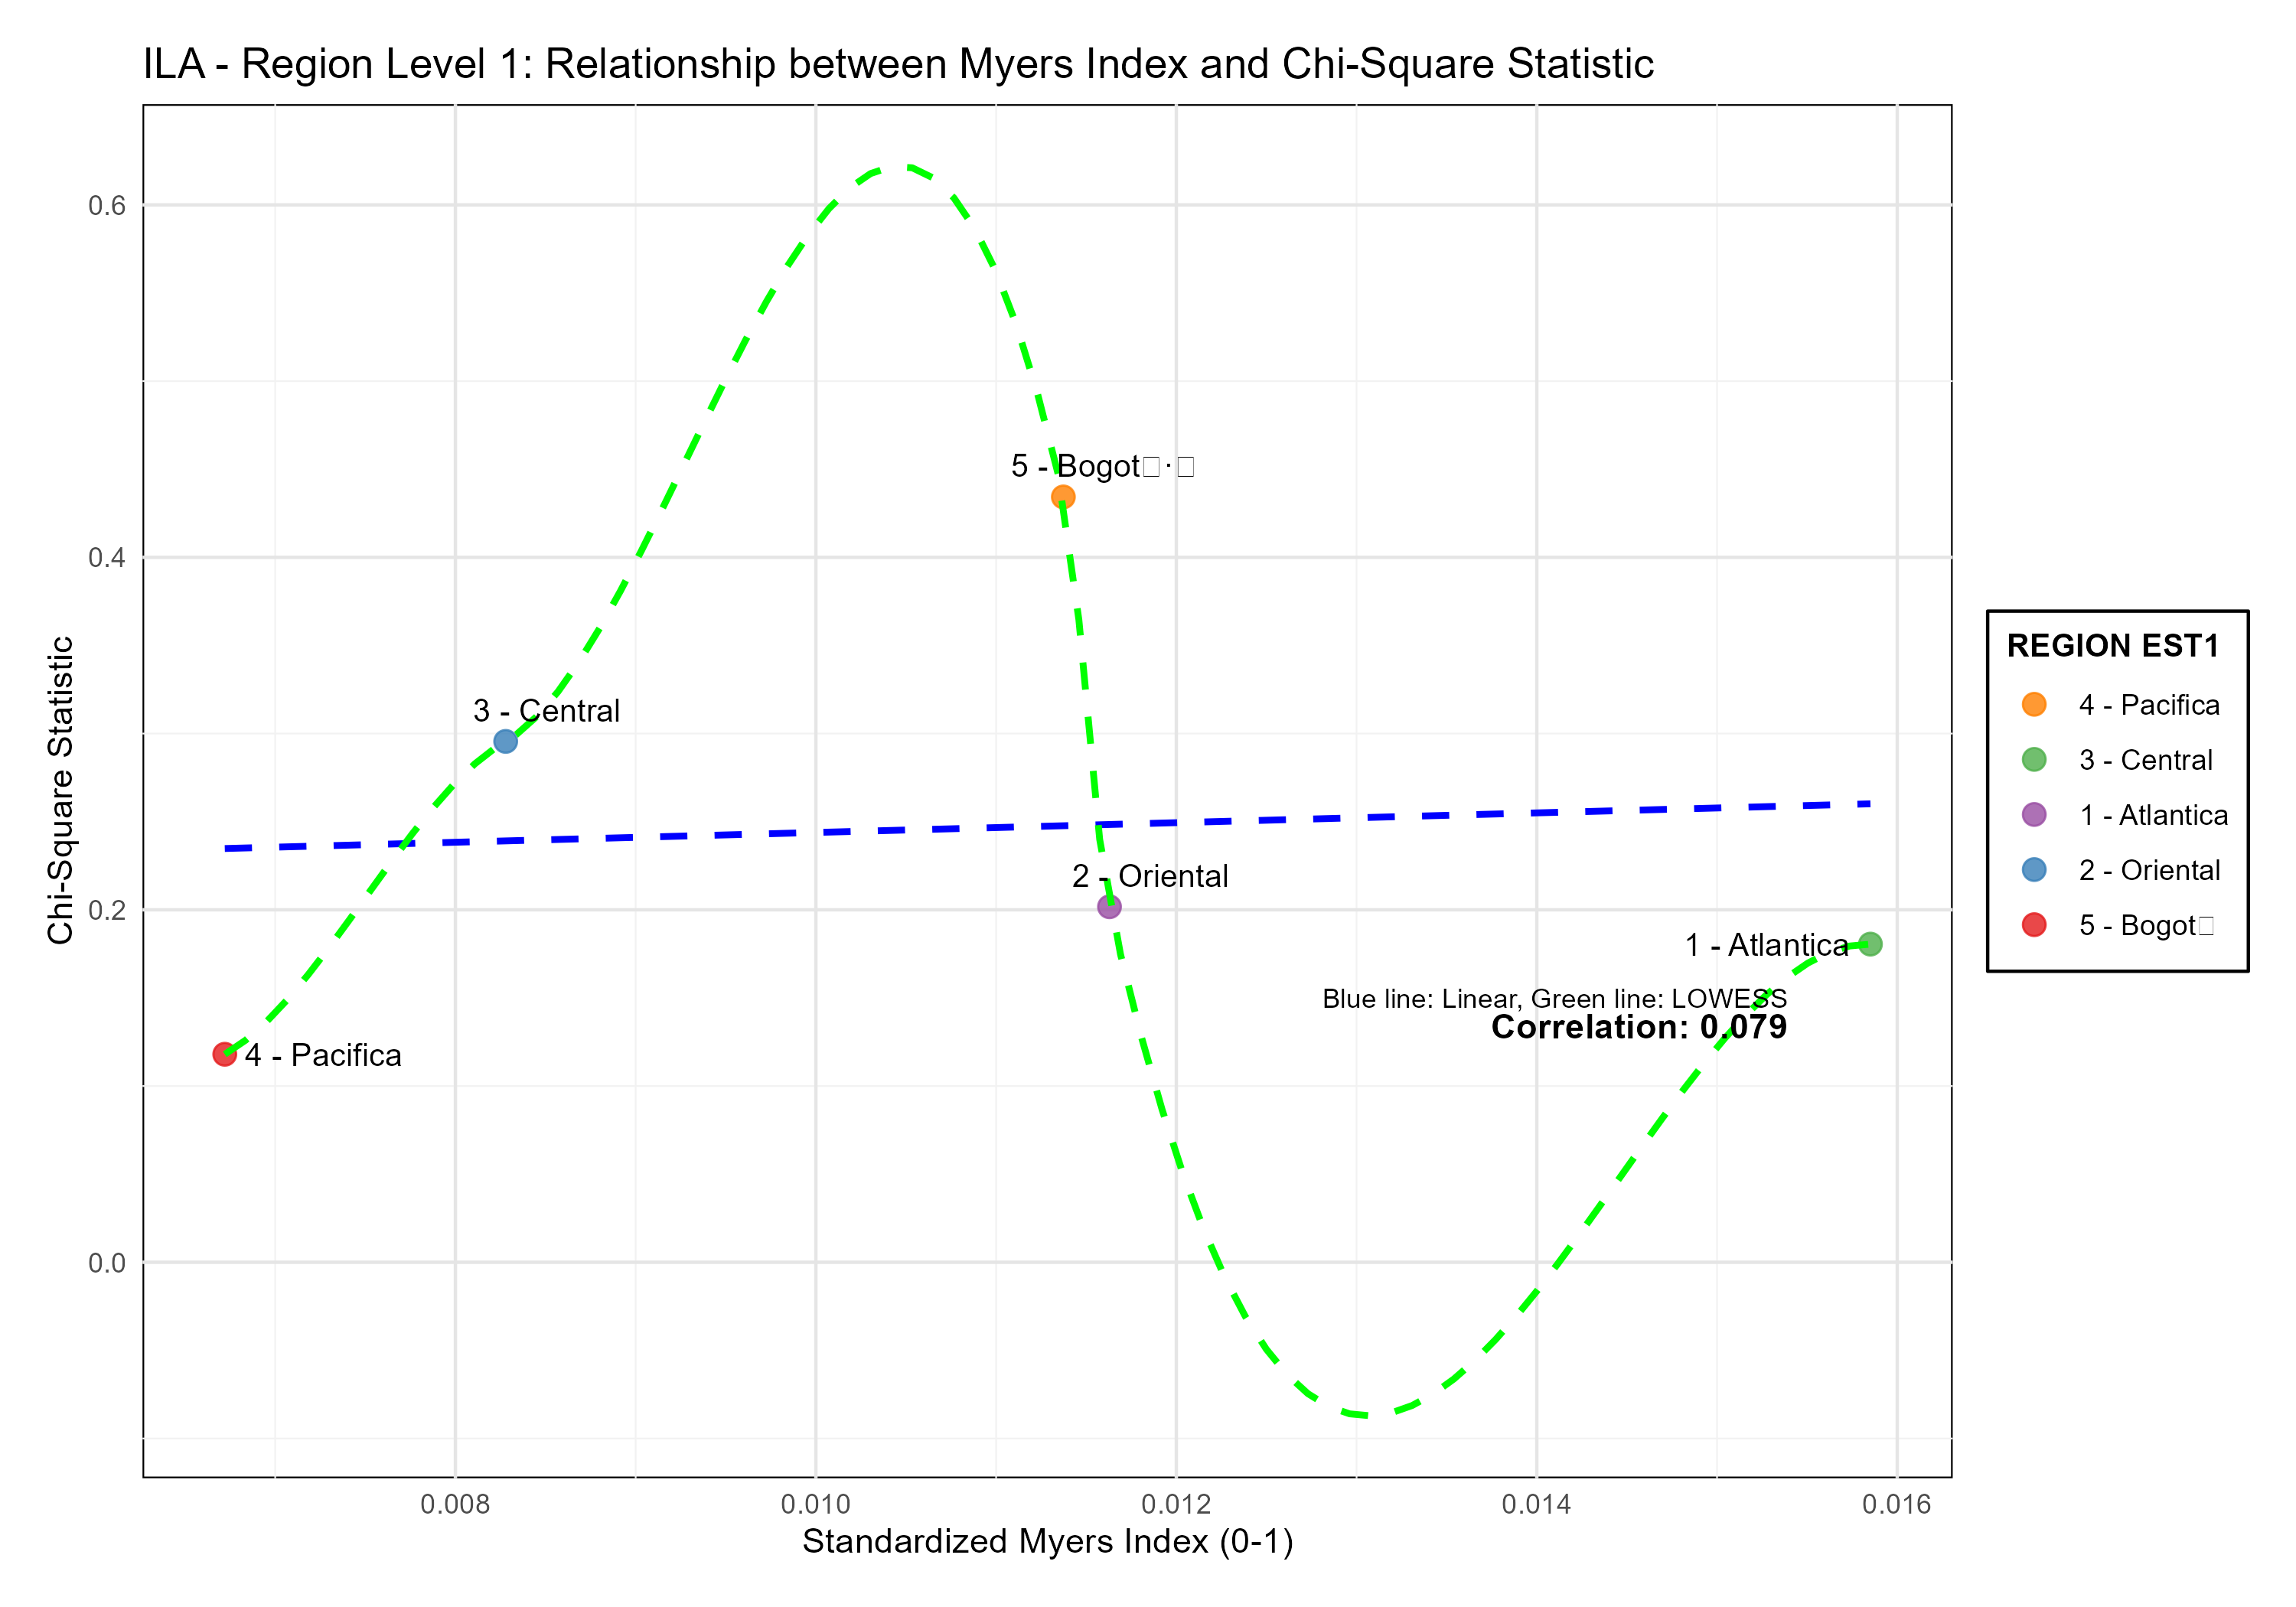 ILA - Region Level 1: Relationship between Myers Index and Chi-Square Statistic
0.6
0.4
0.2
0.0
Chi-Square Statistic
5 - Bogot□·□
3 - Central
2 - Oriental
1 - Atlantica
Blue line: Linear, Green line: LOWESS
Correlation: 0.079
4 - Pacifica
0.008
0.010
0.012
0.014
0.016
Standardized Myers Index (0-1)
REGION EST1
4 - Pacifica
3 - Central
1 - Atlantica
2 - Oriental
5 - Bogot□